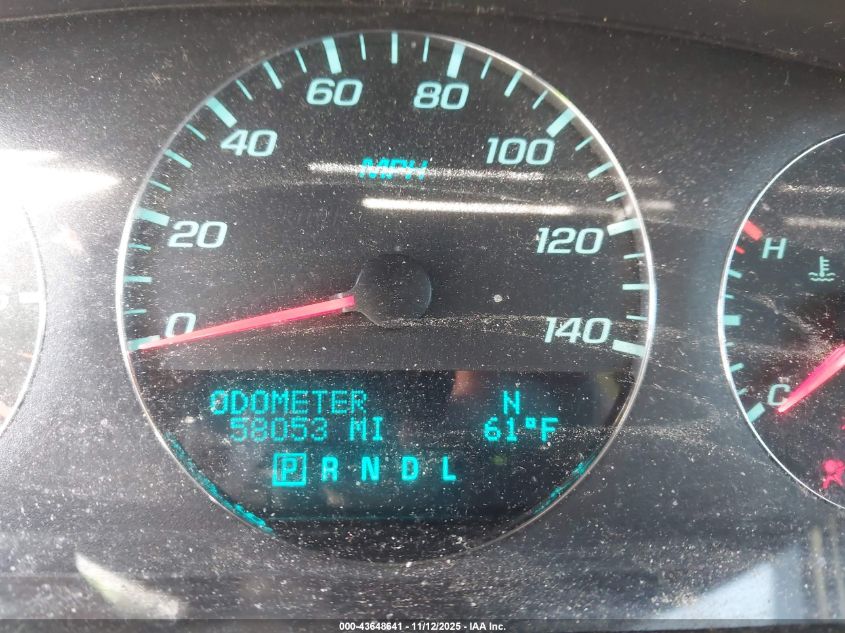 60 80
40 100
MPH
20 120
0 140
H
C
ODOMETER N
58053 MI 61°F
P R N D L
000-43648641 - 11/12/2025 - IAA Inc.